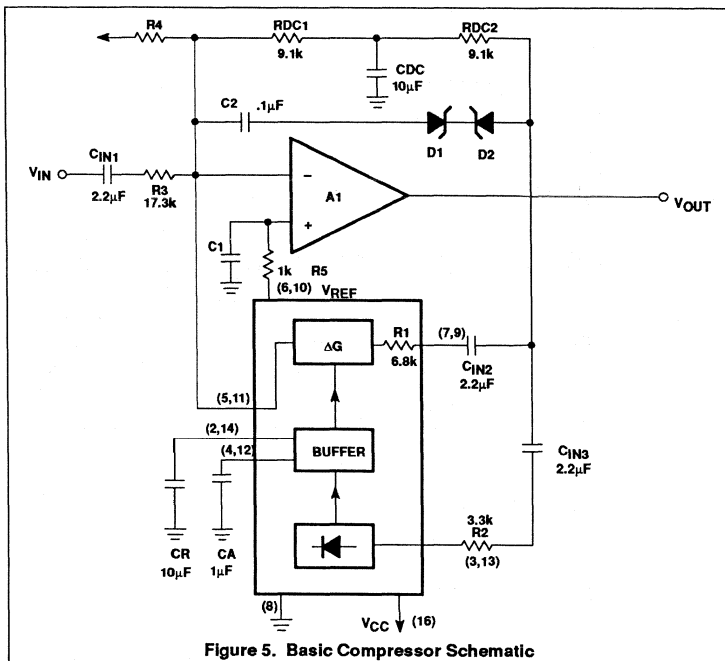 R4
RDC1
9.1k
RDC2
9.1k
CDC
10µF
C2
.1µF
D1
D2
VIN
CIN1
2.2µF
R3
17.3k
−
A1
+
VOUT
C1
1k
R5
(6,10)
VREF
ΔG
R1
6.8k
(7,9)
CIN2
2.2µF
(5,11)
(2,14)
(4,12)
BUFFER
CIN3
2.2µF
3.3k
R2
(3,13)
CR
10µF
CA
1µF
(8)
VCC
(16)
Figure 5. Basic Compressor Schematic